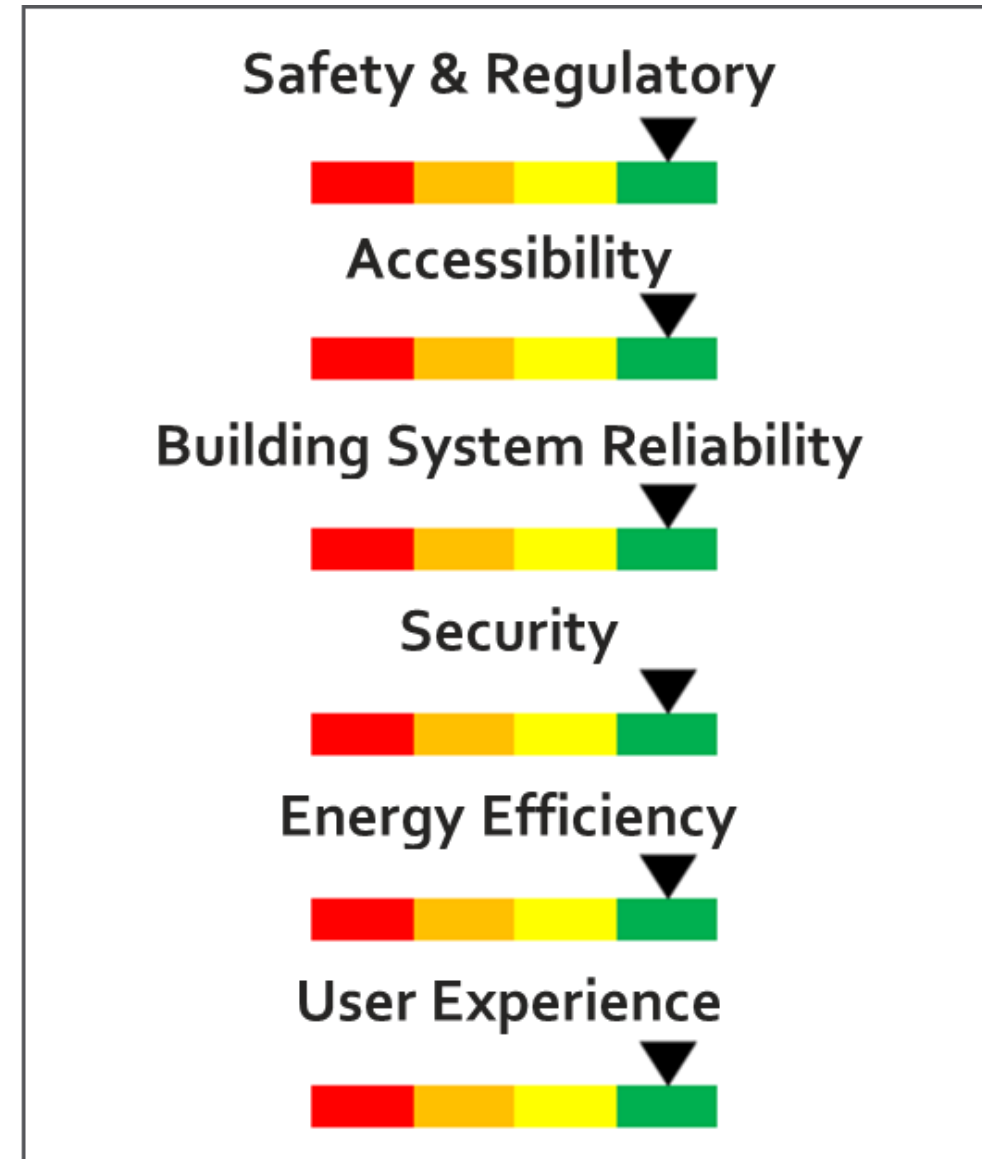 Safety & Regulatory
Accessibility
Building System Reliability
Security
Energy Efficiency
User Experience